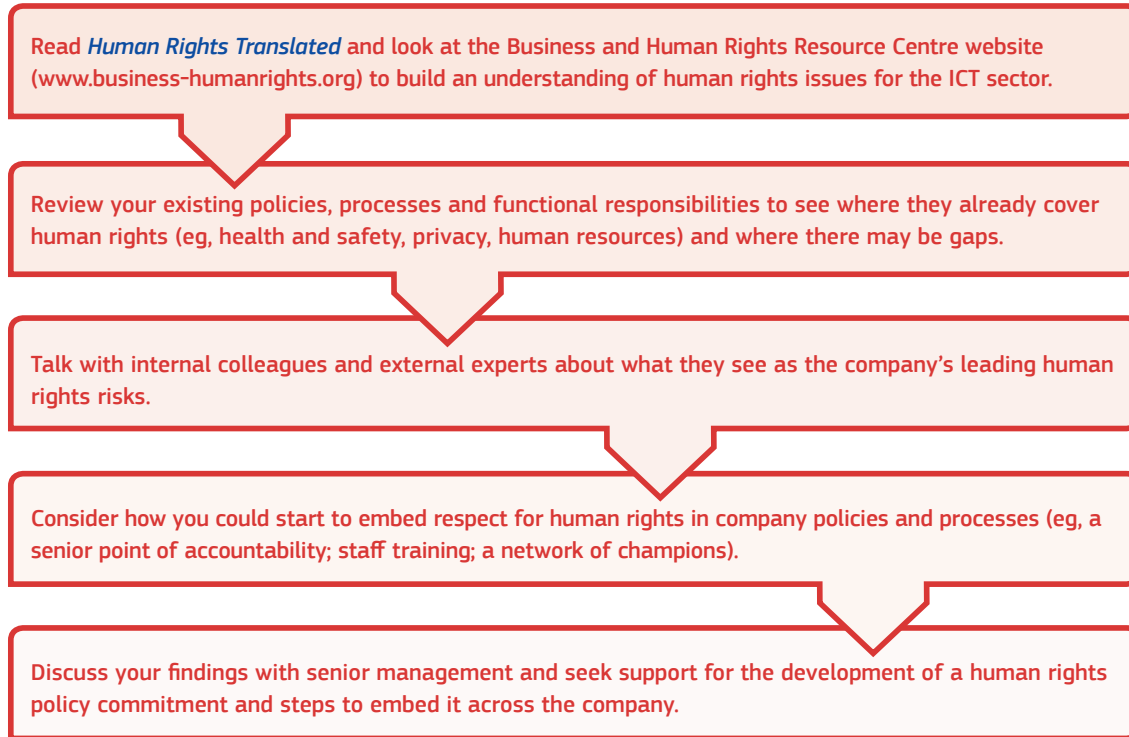 Read Human Rights Translated and look at the Business and Human Rights Resource Centre website
(www.business-humanrights.org) to build an understanding of human rights issues for the ICT sector.
Review your existing policies, processes and functional responsibilities to see where they already cover
human rights (eg, health and safety, privacy, human resources) and where there may be gaps.
Talk with internal colleagues and external experts about what they see as the company’s leading human
rights risks.
Consider how you could start to embed respect for human rights in company policies and processes (eg, a
senior point of accountability; staff training; a network of champions).
Discuss your findings with senior management and seek support for the development of a human rights
policy commitment and steps to embed it across the company.